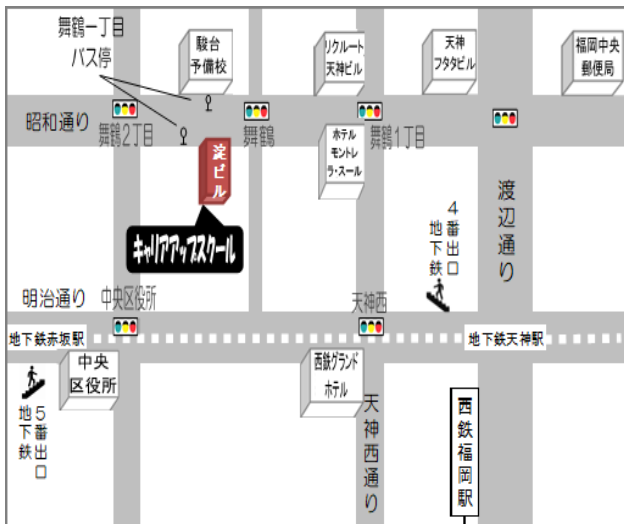 舞鶴一丁目
バス停
駿台
予備校
リクルート
天神ビル
天神
フタタビル
福岡中央
郵便局
昭和通り
舞鶴2丁目
舞鶴
舞鶴1丁目
淀ビル
ホテル
モントレ
ラ・スール
渡辺通り
キャリアアップスクール
4番出口
地下鉄
明治通り
中央区役所
天神西
地下鉄赤坂駅
地下鉄天神駅
中央
区役所
西鉄グランド
ホテル
5番出口
地下鉄
天神西通り
西鉄福岡駅